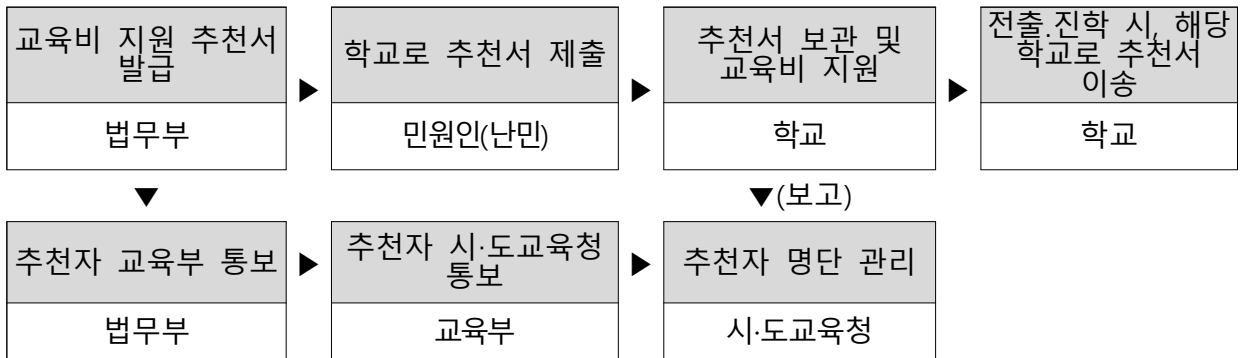 교육비 지원 추천서
발급
법무부
▶
학교로 추천서 제출
민원인(난민)
▶
추천서 보관 및
교육비 지원
학교
▶
전출.진학 시, 해당
학교로 추천서
이송
학교
▼
▼(보고)
추천자 교육부 통보
법무부
▶
추천자 시·도교육청
통보
교육부
▶
추천자 명단 관리
시·도교육청